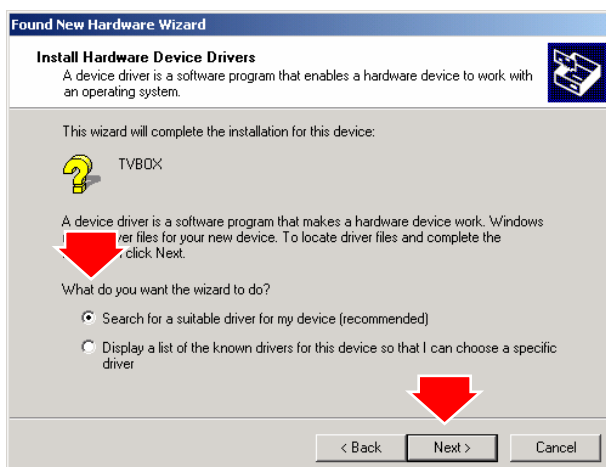 Found New Hardware Wizard
Install Hardware Device Drivers
A device driver is a software program that enables a hardware device to work with
an operating system.
This wizard will complete the installation for this device:
TVBOX
A device driver is a software program that makes a hardware device work. Windows
ver files for your new device. To locate driver files and complete the
click Next.
What do you want the wizard to do?
Search for a suitable driver for my device (recommended)
Display a list of the known drivers for this device so that I can choose a specific
driver
< Back
Next >
Cancel